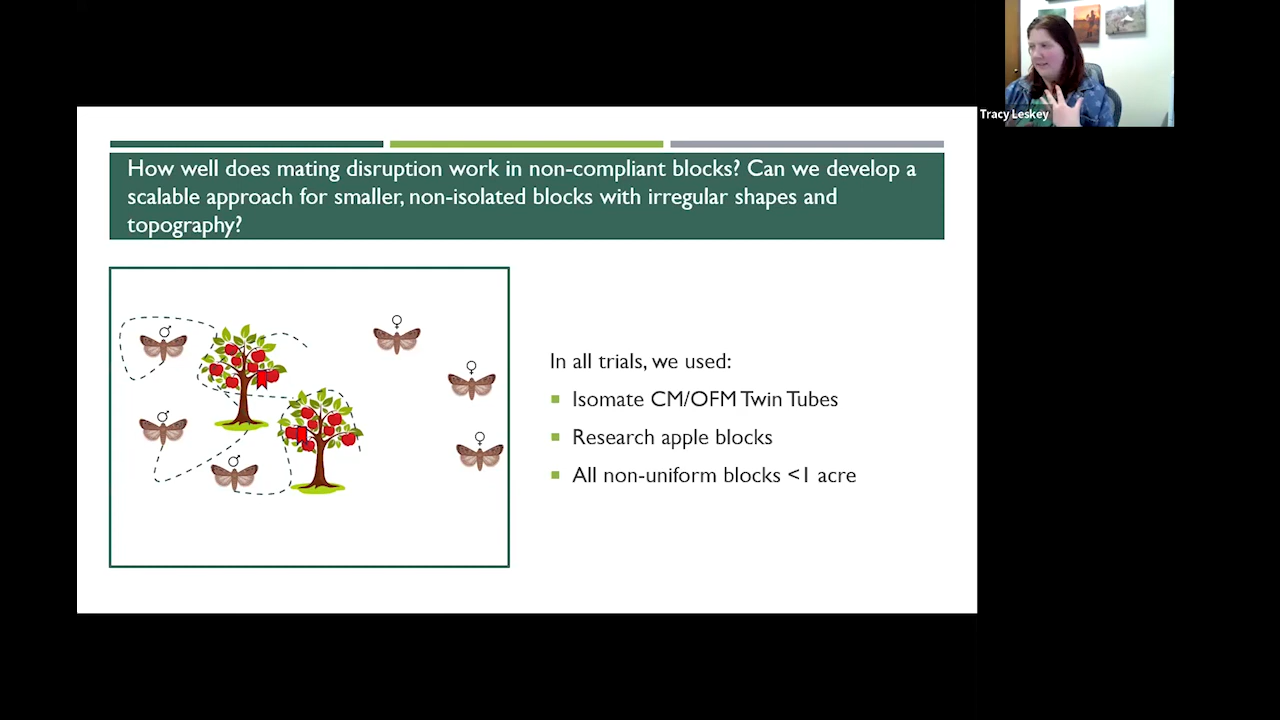 Tracy Leskey
How well does mating disruption work in non-compliant blocks? Can we develop a
scalable approach for smaller, non-isolated blocks with irregular shapes and
topography?
♂
♂
♂
♀
♀
♀
In all trials, we used:
Isomate CM/OFM Twin Tubes
Research apple blocks
All non-uniform blocks <1 acre